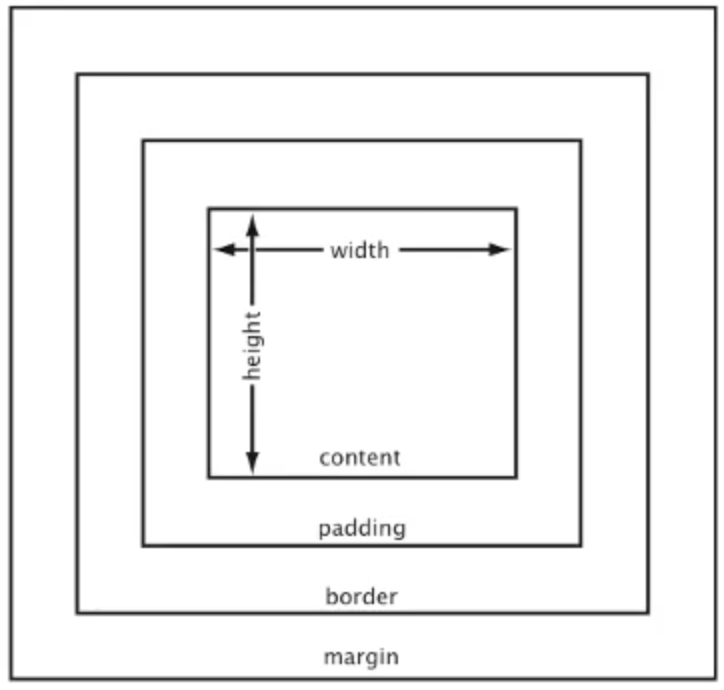 width
height
content
padding
border
margin